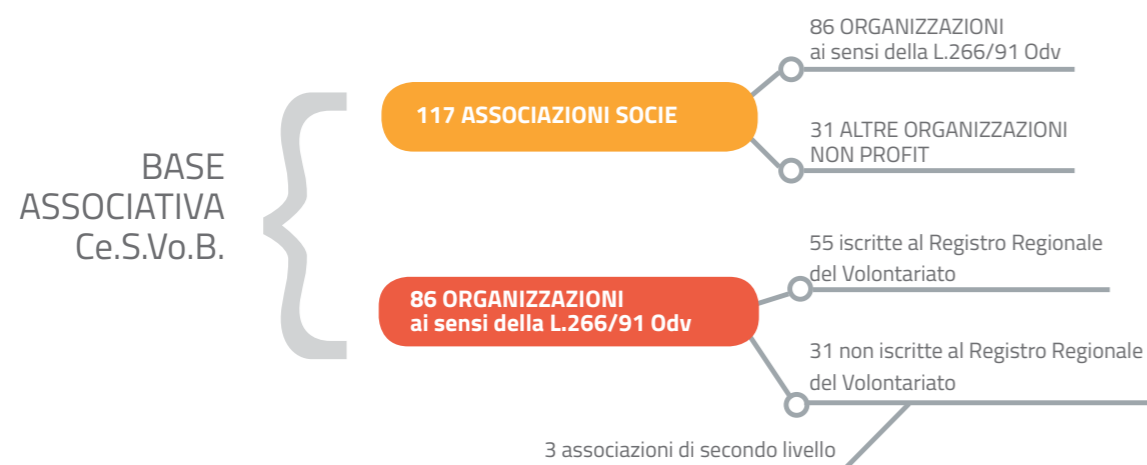 BASE
ASSOCIATIVA
Ce.S.Vo.B.
117 ASSOCIAZIONI SOCIE
86 ORGANIZZAZIONI
ai sensi della L.266/91 Odv
31 ALTRE ORGANIZZAZIONI
NON PROFIT
86 ORGANIZZAZIONI
ai sensi della L.266/91 Odv
55 iscritte al Registro Regionale
del Volontariato
31 non iscritte al Registro Regionale
del Volontariato
3 associazioni di secondo livello